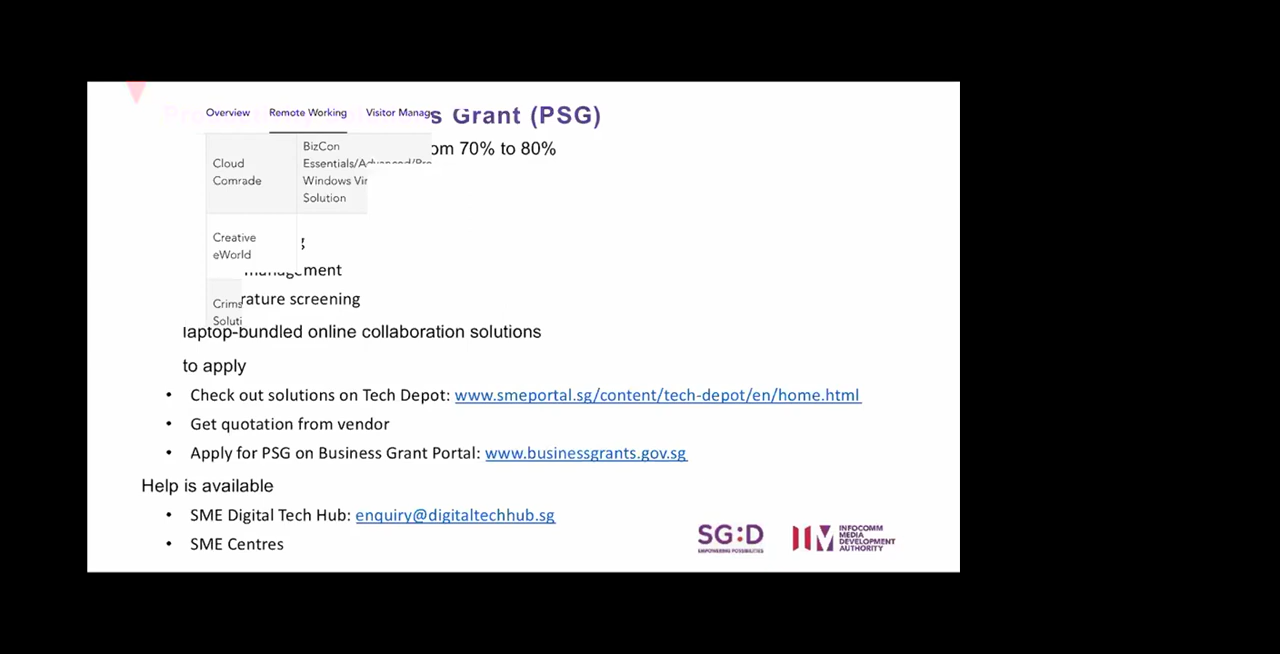 Overview Remote Working Visitor Manag s Grant (PSG)
om 70% to 80%
BizCon
Cloud
Comrade
Essentials/Advanced/Pro
Windows Vir
Solution
Creative
eWorld
g
management
Crims
Soluti
rature screening
laptop-bundled online collaboration solutions
to apply
• Check out solutions on Tech Depot: www.smeportal.sg/content/tech-depot/en/home.html
• Get quotation from vendor
• Apply for PSG on Business Grant Portal: www.businessgrants.gov.sg
Help is available
• SME Digital Tech Hub: enquiry@digitaltechhub.sg
• SME Centres
SG:D
EMPOWERING POSSIBILITIES
INFOCOMM
MEDIA
DEVELOPMENT
AUTHORITY